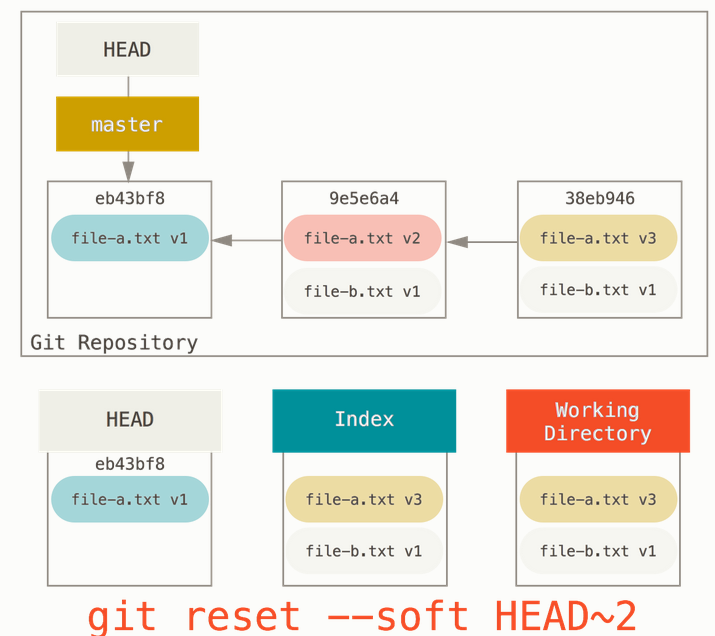 HEAD
master
eb43bf8
9e5e6a4
38eb946
file-a.txt v1
file-a.txt v2
file-a.txt v3
file-b.txt v1
file-b.txt v1
Git Repository
HEAD
Index
Working
Directory
eb43bf8
file-a.txt v1
file-a.txt v3
file-a.txt v3
file-b.txt v1
file-b.txt v1
git reset --soft HEAD~2